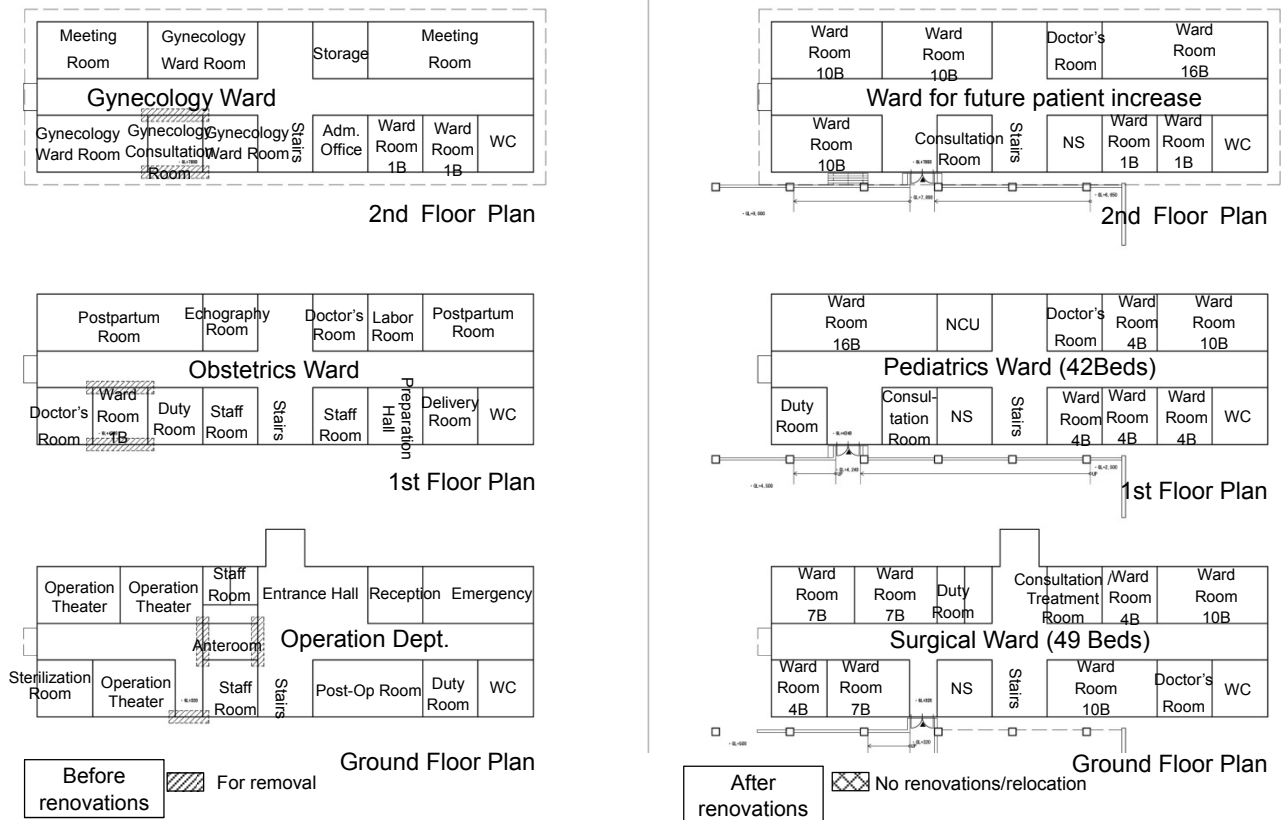 Meeting
Room
Gynecology
Ward Room
Storage
Meeting
Room
Gynecology Ward
Gynecology
Ward Room
Gynecology
Consultation
Room
Gynecology
Ward Room
Stairs
Adm.
Office
Ward
Room
1B
Ward
Room
1B
WC
2nd Floor Plan
Postpartum
Room
Echography
Room
Doctor's
Room
Labor
Room
Postpartum
Room
Obstetrics Ward
Doctor's
Room
Ward
Room
1B
Duty
Room
Staff
Room
Stairs
Staff
Room
Preparation
Hall
Delivery
Room
WC
1st Floor Plan
Operation
Theater
Operation
Theater
Staff
Room
Entrance Hall
Reception
Emergency
Anteroom
Operation Dept.
Sterilization
Room
Operation
Theater
Staff
Room
Stairs
Post-Op Room
Duty
Room
WC
Ground Floor Plan
Before
renovations
For removal
Ward
Room
10B
Ward
Room
10B
Doctor's
Room
Ward
Room
16B
Ward for future patient increase
Ward
Room
10B
Consultation
Room
Stairs
NS
Ward
Room
1B
Ward
Room
1B
WC
2nd Floor Plan
Ward
Room
16B
NCU
Doctor's
Room
Ward
Room
4B
Ward
Room
10B
Pediatrics Ward (42Beds)
Duty
Room
Consul-
tation
Room
NS
Stairs
Ward
Room
4B
Ward
Room
4B
Ward
Room
4B
WC
UP
UP
1st Floor Plan
Ward
Room
7B
Ward
Room
7B
Duty
Room
Consultation
Treatment
Room
/Ward
Room
4B
Ward
Room
10B
Surgical Ward (49 Beds)
Ward
Room
4B
Ward
Room
7B
NS
Stairs
Ward
Room
10B
Doctor's
Room
WC
UP
Ground Floor Plan
After
renovations
No renovations/relocation